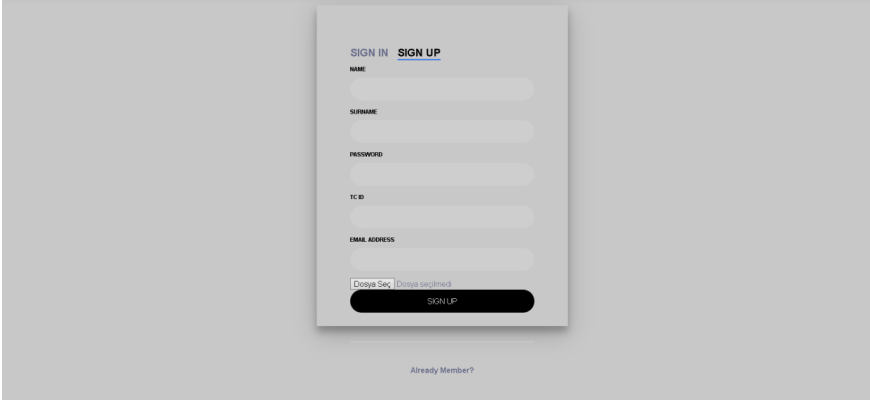 SIGN IN SIGN UP
NAME
SURNAME
PASSWORD
TC ID
EMAIL ADDRESS
Dosya Seç Dosya seçilmedi
SIGN UP
Already Member?